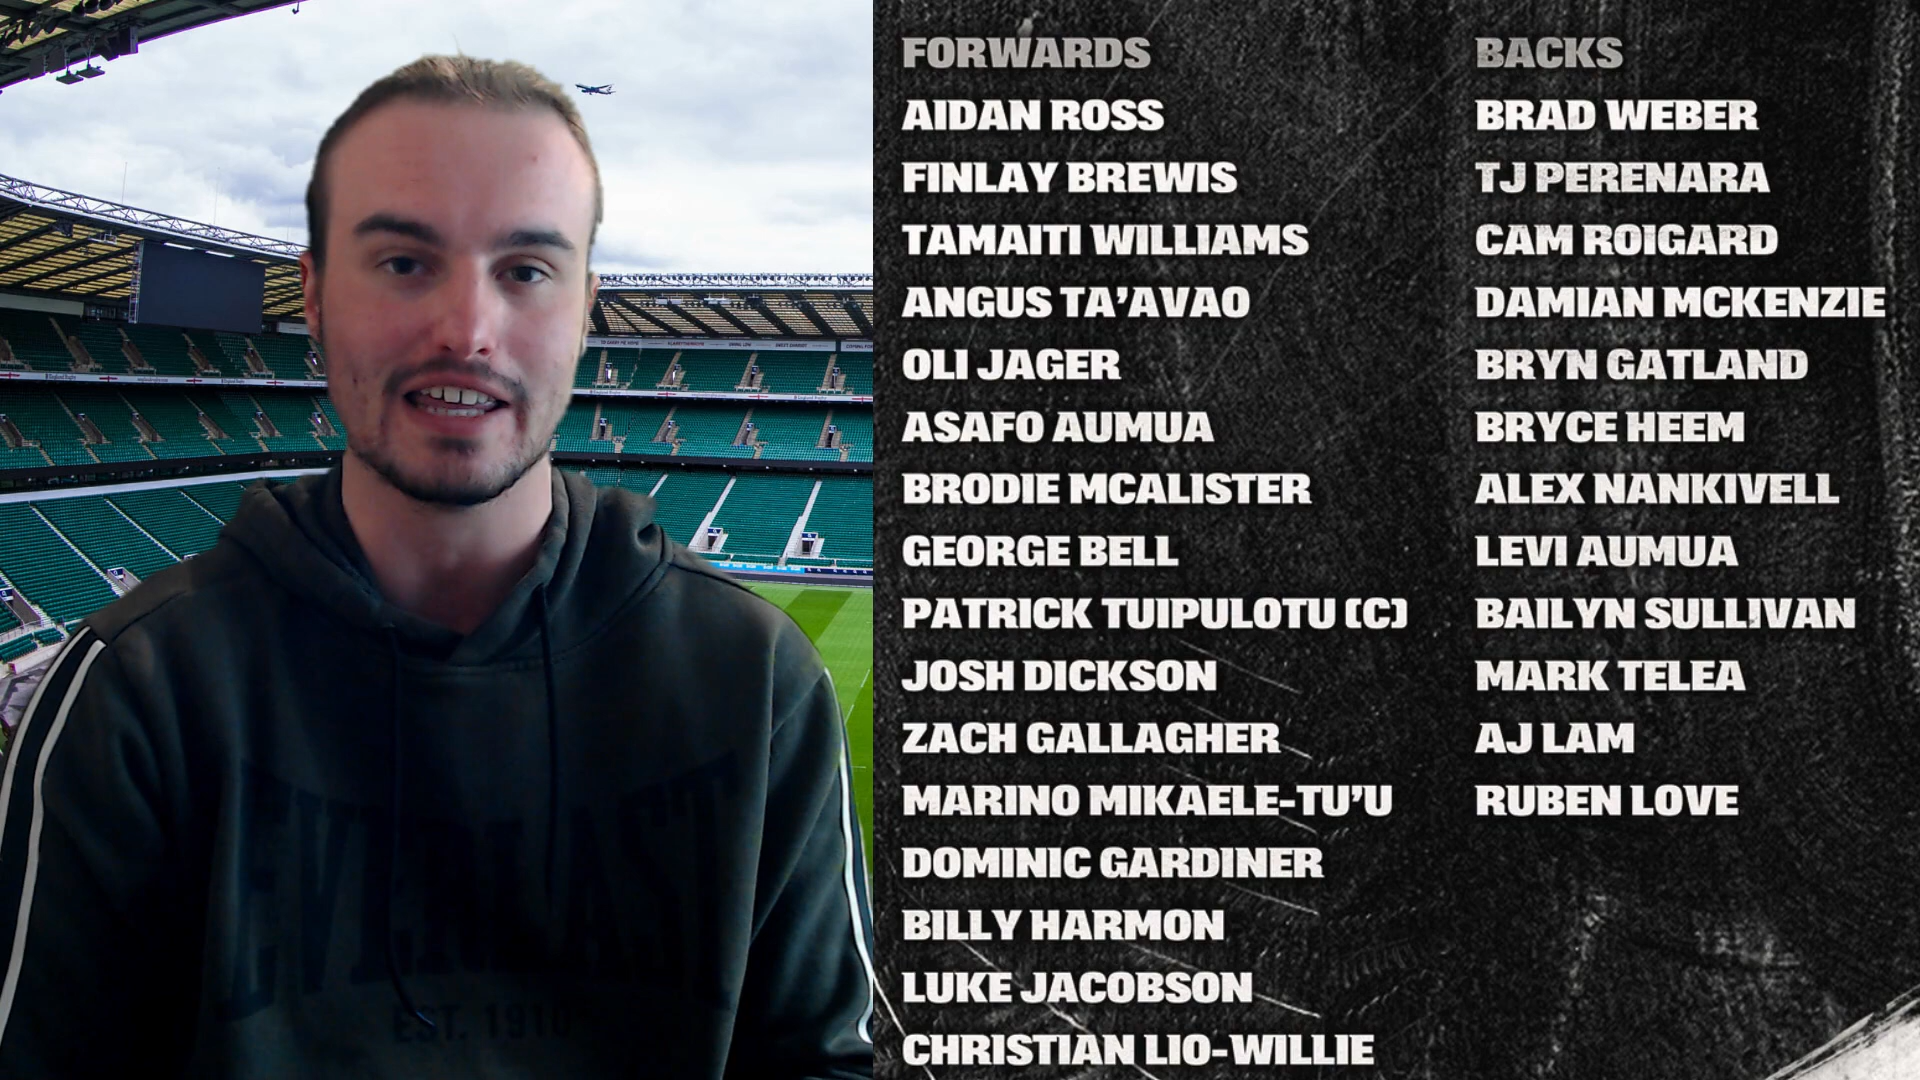 FORWARDS
AIDAN ROSS
FINLAY BREWIS
TAMAITI WILLIAMS
ANGUS TA'AVAO
OLI JAGER
ASAFO AUMUA
BRODIE MCALISTER
GEORGE BELL
PATRICK TUIPULOTU (C)
JOSH DICKSON
ZACH GALLAGHER
MARINO MIKAELE-TU'U
DOMINIC GARDINER
BILLY HARMON
LUKE JACOBSON
CHRISTIAN LIO-WILLIE
BACKS
BRAD WEBER
TJ PERENARA
CAM ROIGARD
DAMIAN MCKENZIE
BRYN GATLAND
BRYCE HEEM
ALEX NANKIVELL
LEVI AUMUA
BAILYN SULLIVAN
MARK TELEA
AJ LAM
RUBEN LOVE
EVERLAST
EST. 1910